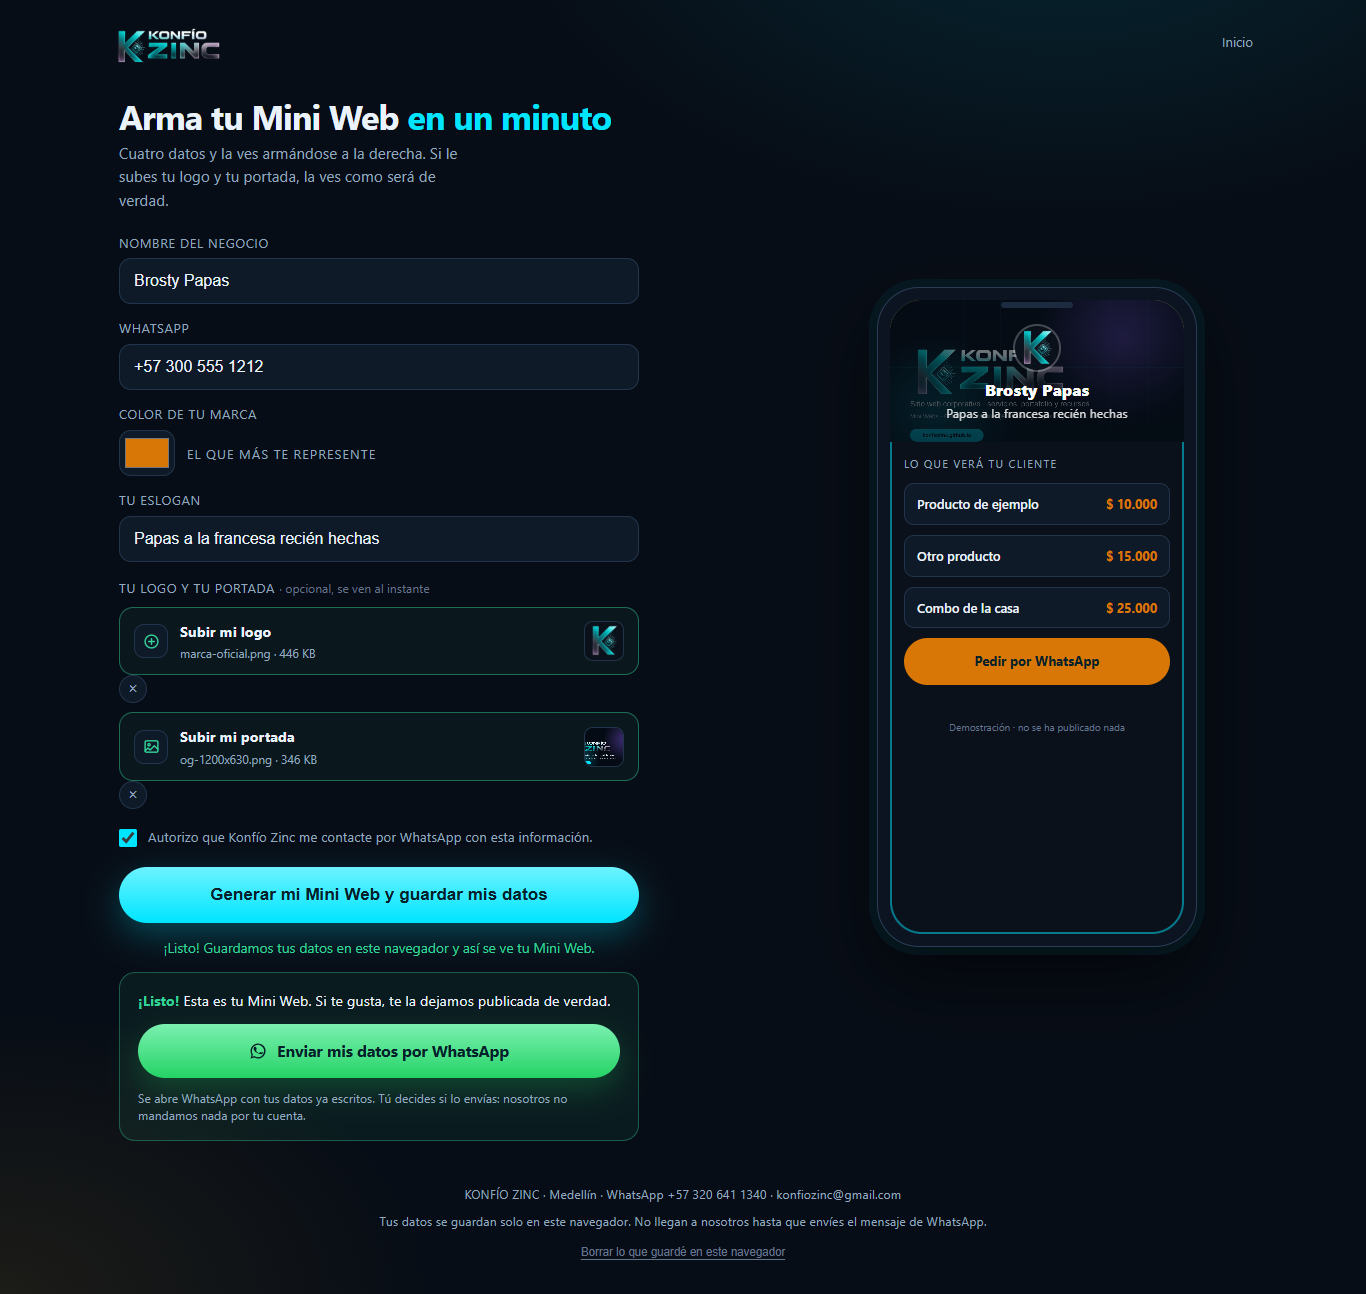 KONFÍO
ZINC
Inicio
Arma tu Mini Web en un minuto
Cuatro datos y la ves armándose a la derecha. Si le
subes tu logo y tu portada, la ves como será de
verdad.
NOMBRE DEL NEGOCIO
Brosty Papas
WHATSAPP
+57 300 555 1212
COLOR DE TU MARCA
EL QUE MÁS TE REPRESENTE
TU ESLOGAN
Papas a la francesa recién hechas
TU LOGO Y TU PORTADA · opcional, se ven al instante
Subir mi logo
marca-oficial.png · 446 KB
×
Subir mi portada
og-1200x630.png · 346 KB
×
Autorizo que Konfío Zinc me contacte por WhatsApp con esta información.
Generar mi Mini Web y guardar mis datos
¡Listo! Guardamos tus datos en este navegador y así se ve tu Mini Web.
¡Listo! Esta es tu Mini Web. Si te gusta, te la dejamos publicada de verdad.
Enviar mis datos por WhatsApp
Se abre WhatsApp con tus datos ya escritos. Tú decides si lo envías: nosotros no
mandamos nada por tu cuenta.
Brosty Papas
Papas a la francesa recién hechas
LO QUE VERÁ TU CLIENTE
Producto de ejemplo $ 10.000
Otro producto $ 15.000
Combo de la casa $ 25.000
Pedir por WhatsApp
Demostración · no se ha publicado nada
KONFÍO ZINC · Medellín · WhatsApp +57 320 641 1340 · konfiozinc@gmail.com
Tus datos se guardan solo en este navegador. No llegan a nosotros hasta que envíes el mensaje de WhatsApp.
Borrar lo que guardé en este navegador